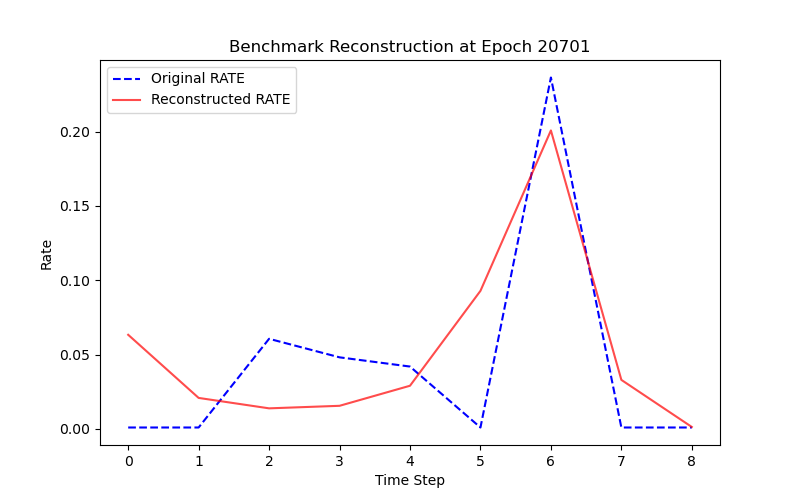 Benchmark Reconstruction at Epoch 20701
Original RATE
Reconstructed RATE
0.20
0.15
0.10
0.05
0.00
Rate
0 1 2 3 4 5 6 7 8
Time Step